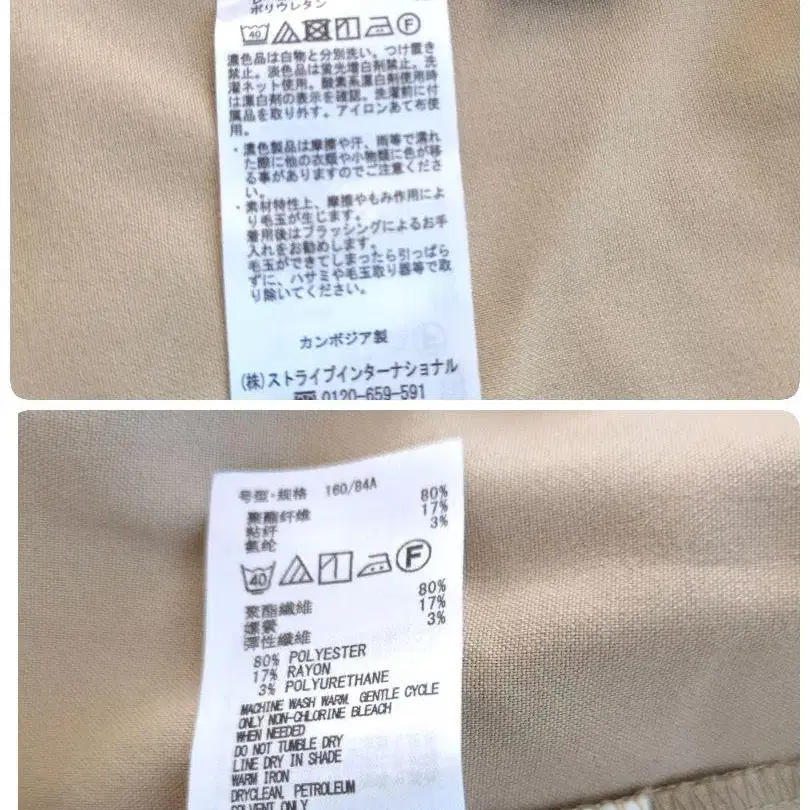 ポリウレタン
40 F
濃色品は白物と分別洗い。つけ置き
禁止。淡色品は蛍光増白剤禁止。洗
濯ネット使用。酸素系漂白剤使用時
は漂白剤の表示を確認。洗濯前に付
属品を取り外す。アイロンあて布使
用。
・濃色製品は摩擦や汗、雨等で濡れ
た際に他の衣類や小物類に色が移
る事がありますのでご注意くださ
い。
・素材特性上、摩擦やもみ作用によ
り毛玉が生じます。
着用後はブラッシングによるお手
入れをお勧めします。
毛玉ができてしまったら引っぱら
ずに、ハサミや毛玉取り器等で取
り除いてください。
カンボジア製
(株)ストライプインターナショナル
0120-659-591
号型・规格 160/84A
聚酯纤维 80%
粘纤 17%
氨纶 3%
40 F
聚酯纖維 80%
嫘縈 17%
彈性纖維 3%
80% POLYESTER
17% RAYON
3% POLYURETHANE
MACHINE WASH WARM. GENTLE CYCLE
ONLY NON-CHLORINE BLEACH
WHEN NEEDED
DO NOT TUMBLE DRY
LINE DRY IN SHADE
WARM IRON
DRYCLEAN, PETROLEUM
SOLVENT ONLY